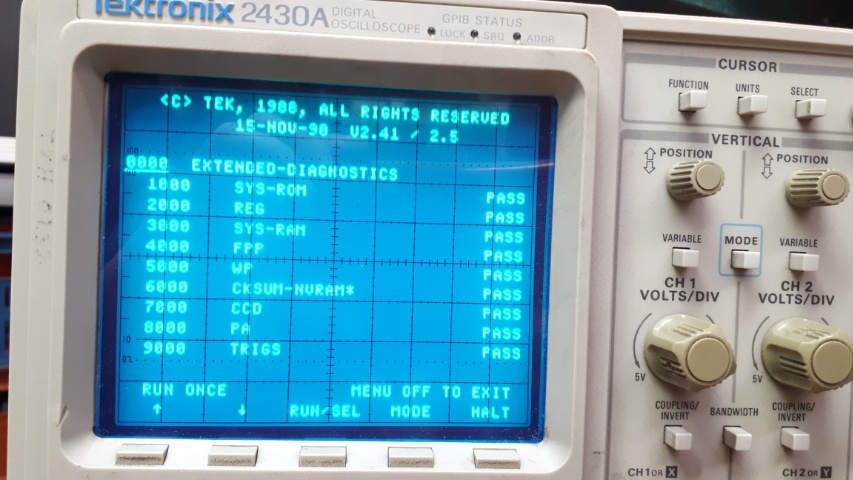 Tektronix 2430A DIGITAL OSCILLOSCOPE
GPIB STATUS
LOCK SRQ ADDR
<C> TEK, 1988, ALL RIGHTS RESERVED
15-NOV-90 V2.41 / 2.5
0000 EXTENDED-DIAGNOSTICS
1000 SYS-ROM PASS
2000 REG PASS
3000 SYS-RAM PASS
4000 FPP PASS
5000 WP PASS
6000 CKSUM-NVRAM* PASS
7000 CCD PASS
8000 PA PASS
9000 TRIGS PASS
RUN ONCE MENU OFF TO EXIT
↑ ↓ RUN/SEL MODE HALT
CURSOR
FUNCTION UNITS SELECT
VERTICAL
POSITION POSITION
VARIABLE MODE VARIABLE
CH 1 VOLTS/DIV
CH 2 VOLTS/DIV
5V 5V
COUPLING/INVERT BANDWIDTH COUPLING/INVERT
CH 1 OR X CH 2 OR Y